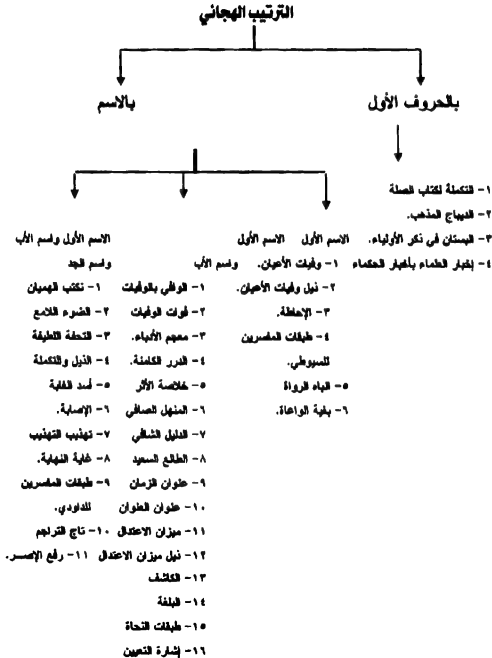 الترتيب الهجائي
بالحروف الأول
بالاسم
١- التكملة لكتاب الصلة
٢- الديباج المذهب.
٣- البستان في ذكر الأولياء.
٤- إخبار العلماء بأخبار الحكماء
الاسم الأول
١- وفيات الأعيان.
٢- ذيل وفيات الأعيان.
٣- الإحاطة.
٤- طبقات المفسرين
للسيوطي.
٥- انباه الرواة
٦- بغية الوعاة.
الاسم الأول
واسم الأب
١- الوافي بالوفيات
٢- فوات الوفيات
٣- معجم الأدباء.
٤- الدرر الكامنة.
٥- خلاصة الأثر
٦- المنهل الصافي
٧- الدليل الشافي
٨- الطالع السعيد
٩- عنوان الزمان
١٠- عنوان العنوان
١١- ميزان الاعتدال
١٢- ذيل ميزان الاعتدال
١٣- الكاشف
١٤- البلغة
١٥- طبقات النحاة
١٦- إشارة التعيين
الاسم الأول واسم الأب
واسم الجد
١- نكتب الهميان
٢- الضوء اللامع
٣- التحفة اللطيفة
٤- الذيل والتكملة
٥- أسد الغابة
٦- الإصابة.
٧- تهذيب التهذيب
٨- غاية النهاية.
٩- طبقات المفسرين
للداودي.
١٠- تاج التراجم
١١- رفع الإصر.